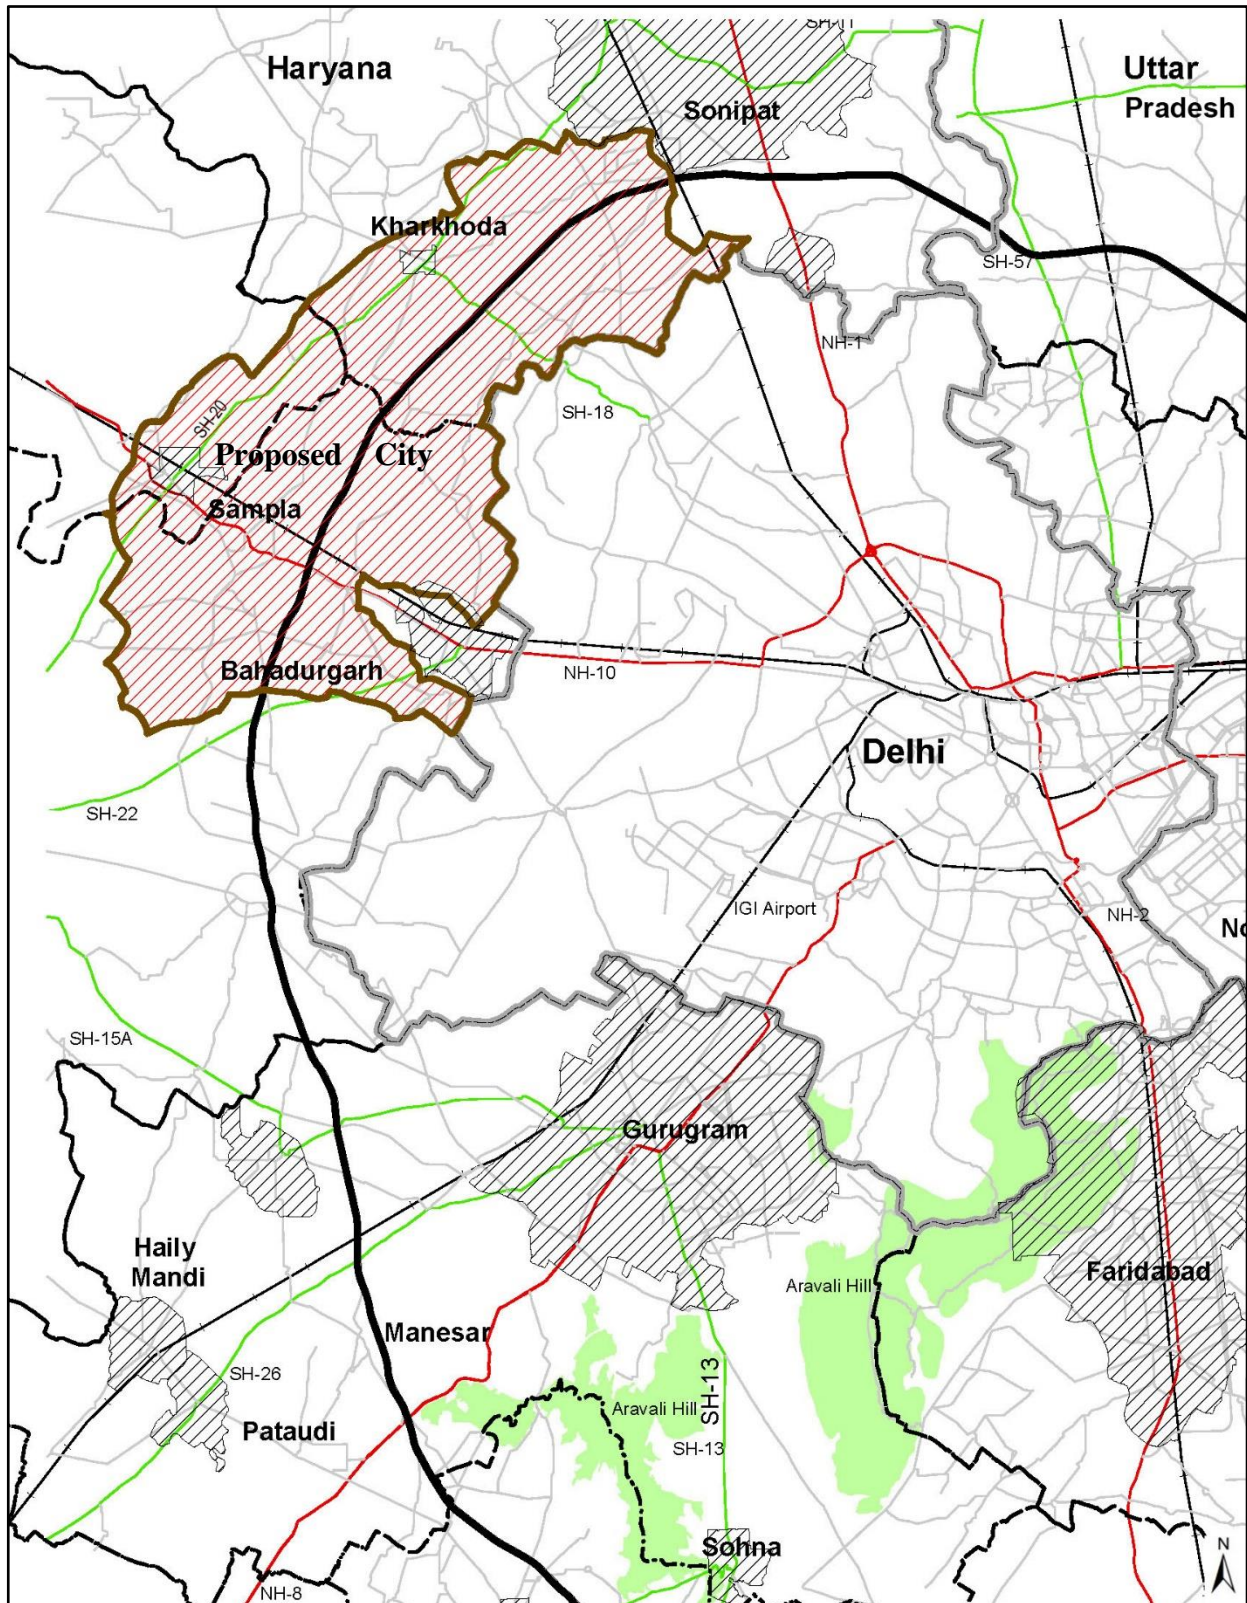 SH-11
Haryana
Uttar
Pradesh
Sonipat
Kharkhoda
SH-57
NH-1
SH-18
SH-20
Proposed City
Sampla
Bahadurgarh
NH-10
Delhi
SH-22
IGI Airport
NH-2
No
SH-15A
Gurugram
Haily
Mandi
Aravali Hill
Faridabad
Manesar
SH-26
SH-13
Aravali Hill
Pataudi
SH-13
Sohna
N
NH-8